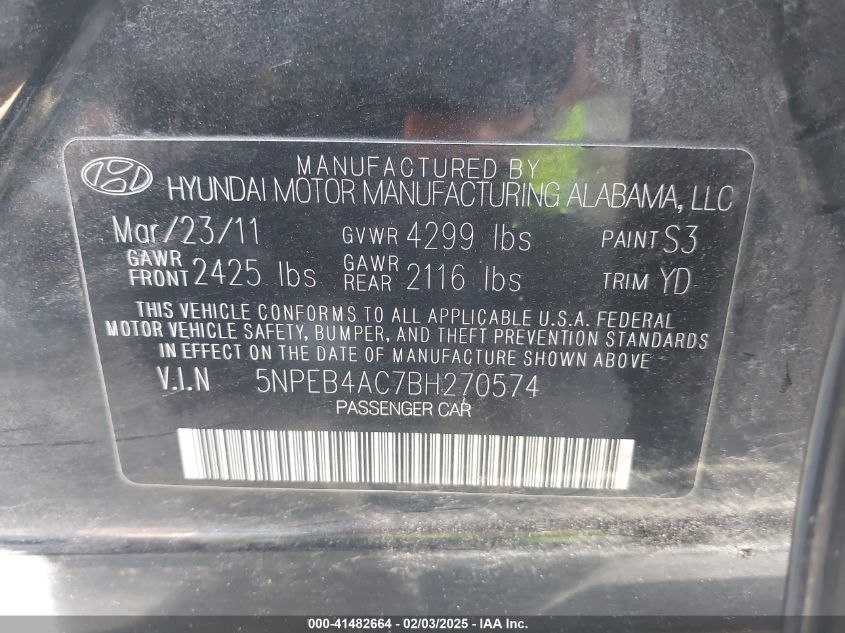 MANUFACTURED BY
HYUNDAI MOTOR MANUFACTURING ALABAMA, LLC
Mar/23/11 GVWR 4299 lbs PAINT S3
GAWR FRONT 2425 lbs GAWR REAR 2116 lbs TRIM YD
THIS VEHICLE CONFORMS TO ALL APPLICABLE U.S.A. FEDERAL
MOTOR VEHICLE SAFETY, BUMPER, AND THEFT PREVENTION STANDARDS
IN EFFECT ON THE DATE OF MANUFACTURE SHOWN ABOVE
V.I.N 5NPEB4AC7BH270574
PASSENGER CAR
000-41482664 - 02/03/2025 - IAA Inc.